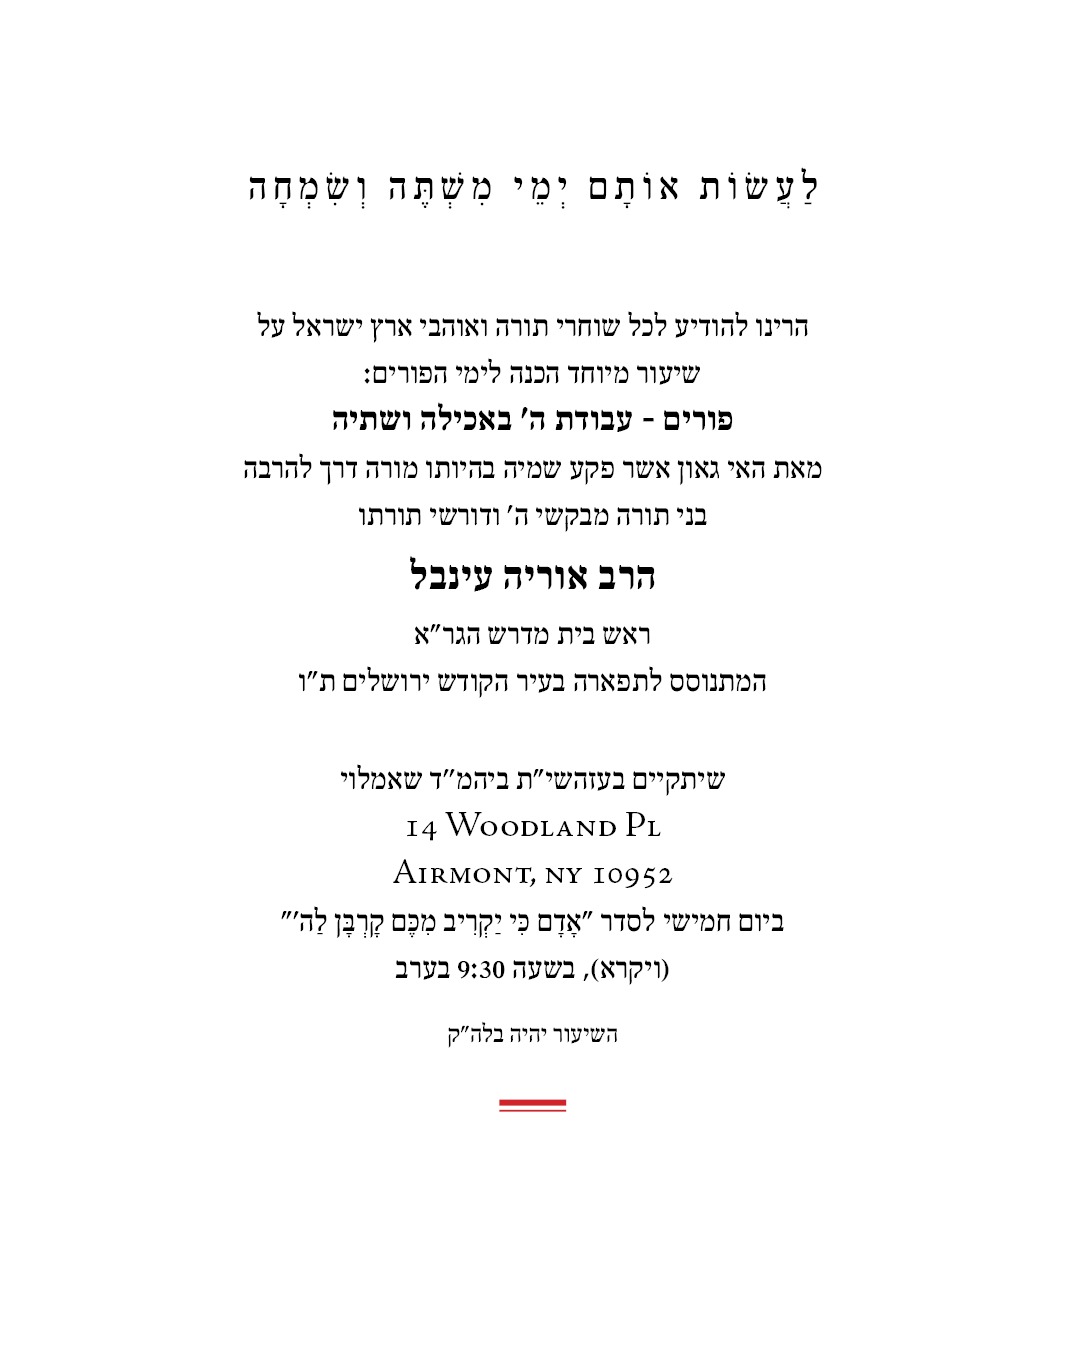 לַעֲשׂוֹת אוֹתָם יְמֵי מִשְׁתֶּה וְשִׂמְחָה
הרינו להודיע לכל שוחרי תורה ואוהבי ארץ ישראל על
שיעור מיוחד הכנה לימי הפורים:
פורים - עבודת ה' באכילה ושתיה
מאת האי גאון אשר פקע שמיה בהיותו מורה דרך להרבה
בני תורה מבקשי ה' ודורשי תורתו
הרב אוריה עינבל
ראש בית מדרש הגר"א
המתנוסס לתפארה בעיר הקודש ירושלים ת"ו
שיתקיים בעזהשי"ת ביהמ"ד שאמלוי
14 Woodland Pl
Airmont, NY 10952
ביום חמישי לסדר "אָדָם כִּי יַקְרִיב מִכֶּם קָרְבָּן לַה'"
(ויקרא), בשעה 9:30 בערב
השיעור יהיה בלה"ק